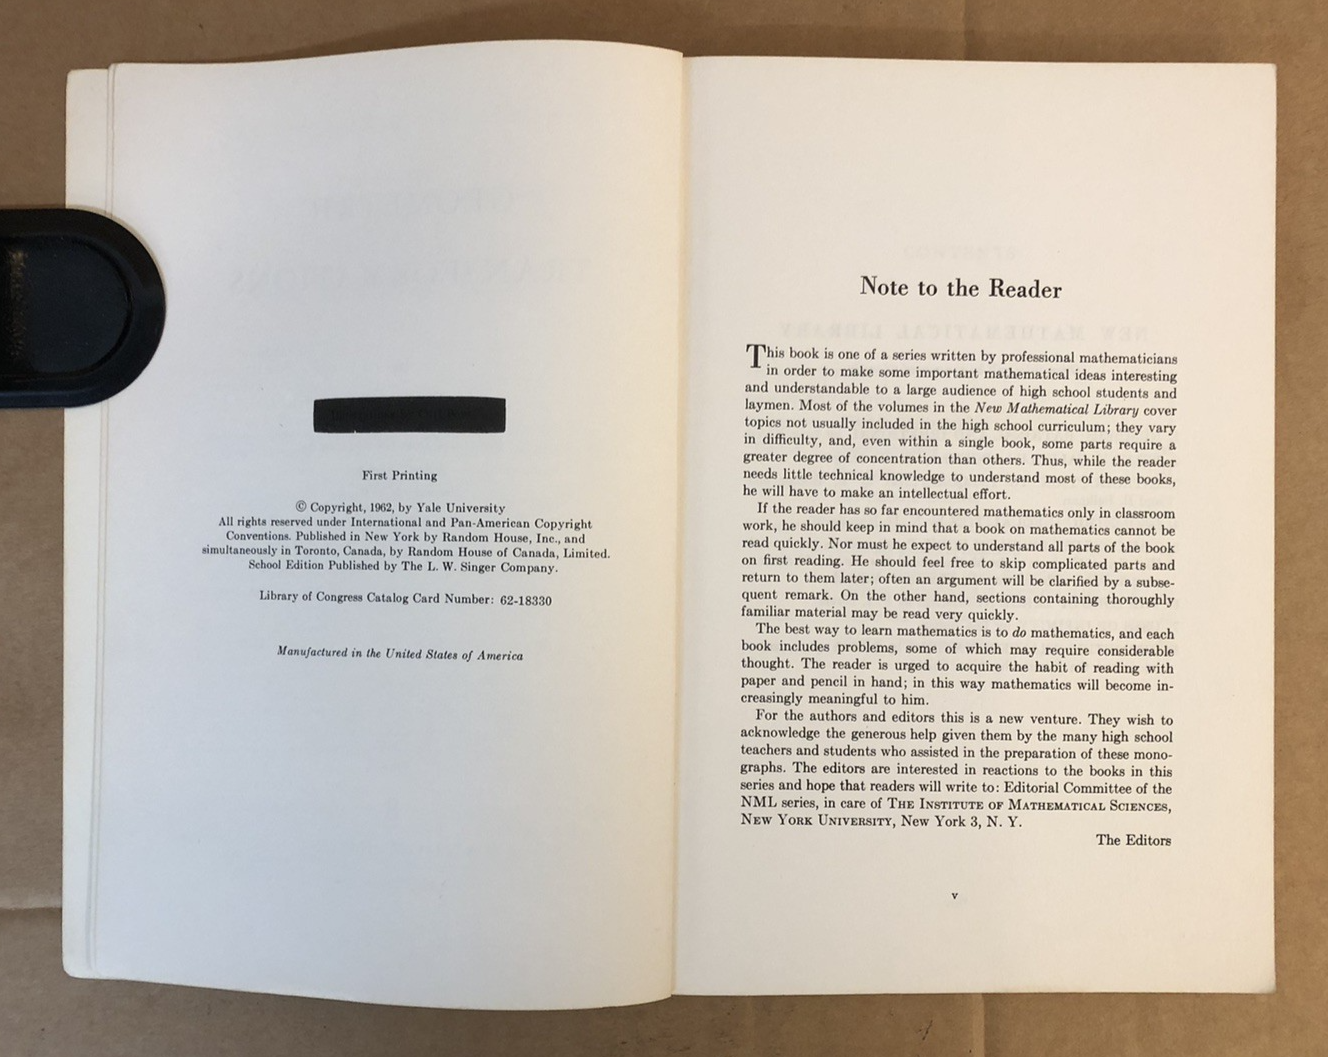 First Printing
© Copyright, 1962, by Yale University
All rights reserved under International and Pan-American Copyright
Conventions. Published in New York by Random House, Inc., and
simultaneously in Toronto, Canada, by Random House of Canada, Limited.
School Edition Published by The L. W. Singer Company.
Library of Congress Catalog Card Number: 62-18330
Manufactured in the United States of America
Note to the Reader
This book is one of a series written by professional mathematicians
in order to make some important mathematical ideas interesting
and understandable to a large audience of high school students and
laymen. Most of the volumes in the New Mathematical Library cover
topics not usually included in the high school curriculum; they vary
in difficulty, and, even within a single book, some parts require a
greater degree of concentration than others. Thus, while the reader
needs little technical knowledge to understand most of these books,
he will have to make an intellectual effort.
If the reader has so far encountered mathematics only in classroom
work, he should keep in mind that a book on mathematics cannot be
read quickly. Nor must he expect to understand all parts of the book
on first reading. He should feel free to skip complicated parts and
return to them later; often an argument will be clarified by a subse-
quent remark. On the other hand, sections containing thoroughly
familiar material may be read very quickly.
The best way to learn mathematics is to do mathematics, and each
book includes problems, some of which may require considerable
thought. The reader is urged to acquire the habit of reading with
paper and pencil in hand; in this way mathematics will become in-
creasingly meaningful to him.
For the authors and editors this is a new venture. They wish to
acknowledge the generous help given them by the many high school
teachers and students who assisted in the preparation of these mono-
graphs. The editors are interested in reactions to the books in this
series and hope that readers will write to: Editorial Committee of the
NML series, in care of THE INSTITUTE OF MATHEMATICAL SCIENCES,
NEW YORK UNIVERSITY, New York 3, N. Y.
The Editors
v